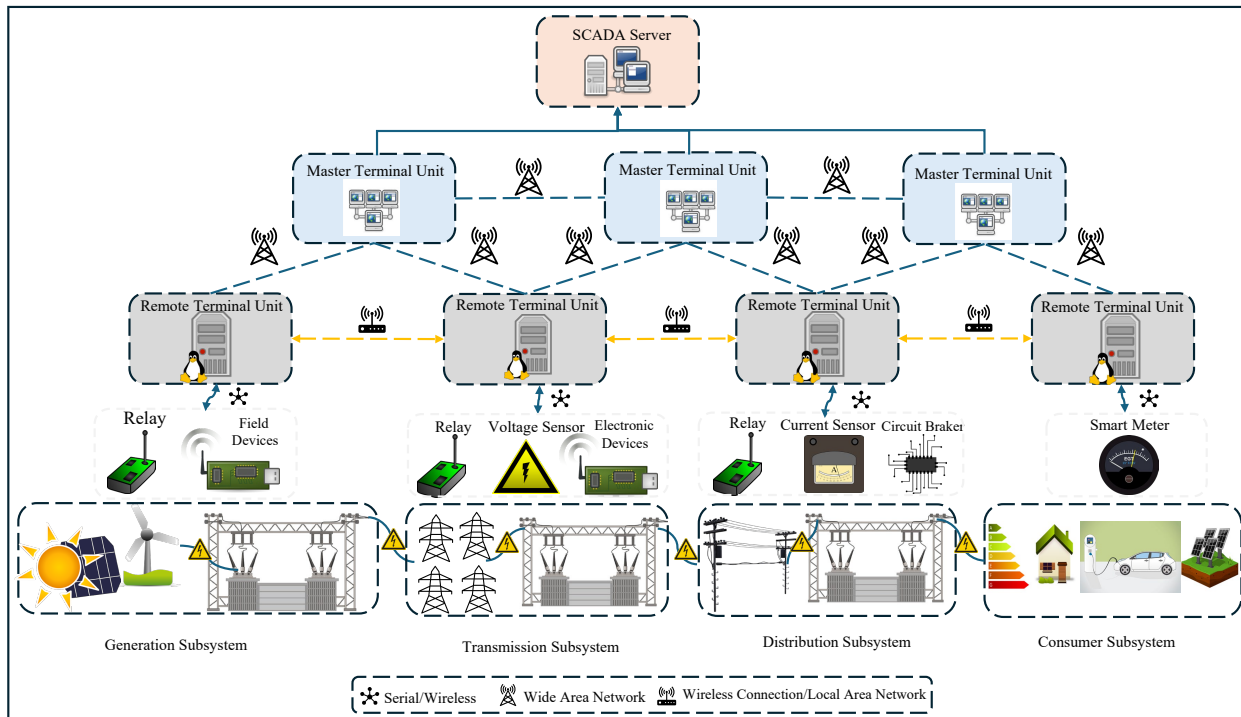 SCADA Server
Master Terminal Unit
Master Terminal Unit
Master Terminal Unit
Remote Terminal Unit
Remote Terminal Unit
Remote Terminal Unit
Remote Terminal Unit
Relay
Field
Devices
Relay
Voltage Sensor
Electronic
Devices
Relay
Current Sensor
Circuit Braker
Smart Meter
A
EGT
Generation Subsystem
Transmission Subsystem
Distribution Subsystem
Consumer Subsystem
Serial/Wireless
Wide Area Network
Wireless Connection/Local Area Network